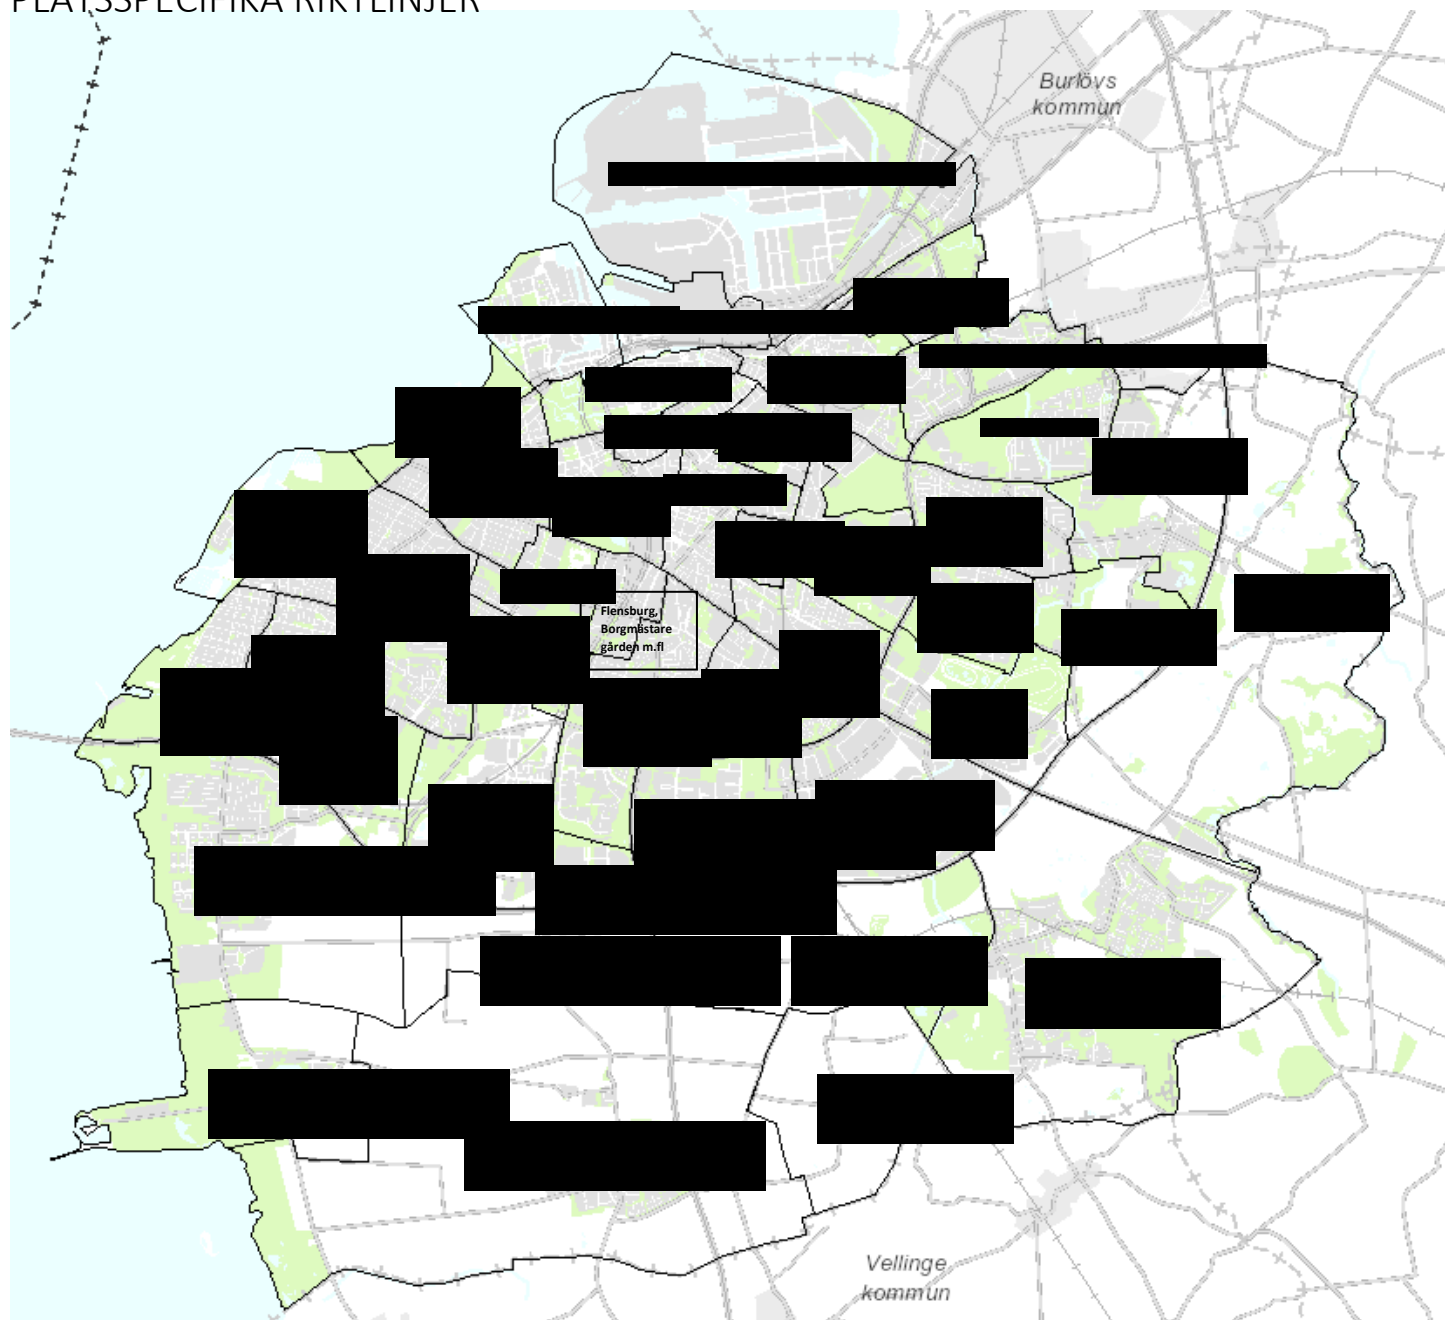 PLATSSPECIFIKA RIKTLINJER
Burlövs
kommun
Flensburg,
Borgmästare
gården m.fl
Vellinge
kommun